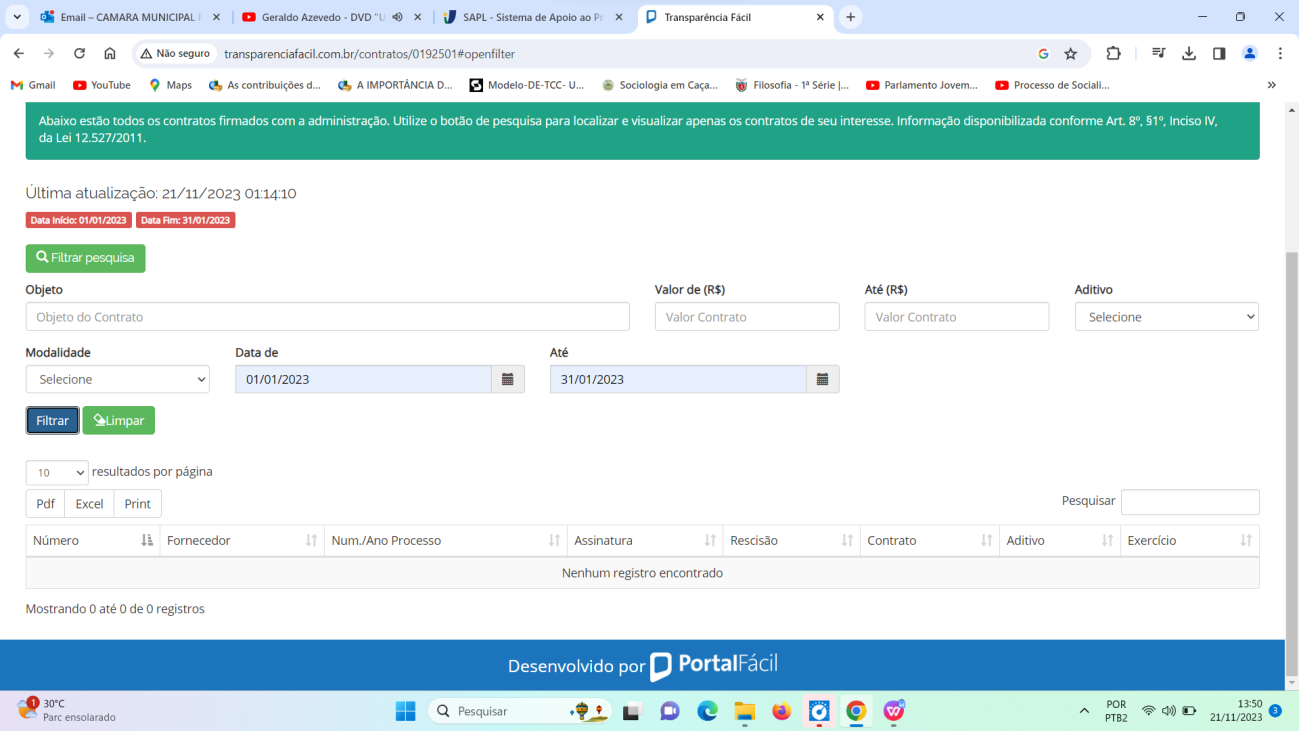 Email – CAMARA MUNICIPAL
Geraldo Azevedo - DVD "U
SAPL - Sistema de Apoio ao Pr
Transparência Fácil
Não seguro
transparenciafacil.com.br/contratos/0192501#openfilter
Gmail
YouTube
Maps
As contribuições d...
A IMPORTÂNCIA D...
Modelo-DE-TCC- U...
Sociologia em Caça...
Filosofia - 1ª Série |...
Parlamento Jovem...
Processo de Sociali...
Abaixo estão todos os contratos firmados com a administração. Utilize o botão de pesquisa para localizar e visualizar apenas os contratos de seu interesse. Informação disponibilizada conforme Art. 8º, §1º, Inciso IV,
da Lei 12.527/2011.
Última atualização: 21/11/2023 01:14:10
Data Início: 01/01/2023 Data Fim: 31/01/2023
Filtrar pesquisa
Objeto Valor de (R$) Até (R$) Aditivo
Objeto do Contrato Valor Contrato Valor Contrato Selecione
Modalidade Data de Até
Selecione 01/01/2023 31/01/2023
Filtrar Limpar
10 resultados por página
Pdf Excel Print Pesquisar
Número Fornecedor Num./Ano Processo Assinatura Rescisão Contrato Aditivo Exercício
Nenhum registro encontrado
Mostrando 0 até 0 de 0 registros
Desenvolvido por PortalFácil
1
30°C
Parc ensolarado
Pesquisar
POR
PTB2
13:50
21/11/2023
3